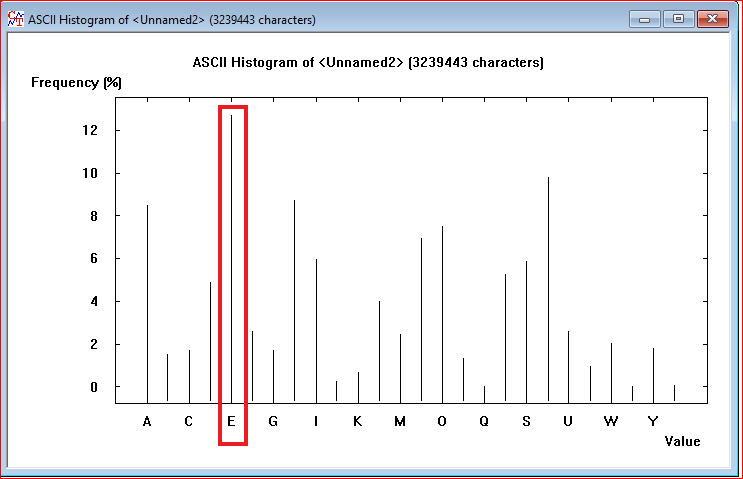 ASCII Histogram of <Unnamed2> (3239443 characters)
ASCII Histogram of <Unnamed2> (3239443 characters)
Frequency (%)
12
10
8
6
4
2
0
A C E G I K M O Q S U W Y
Value